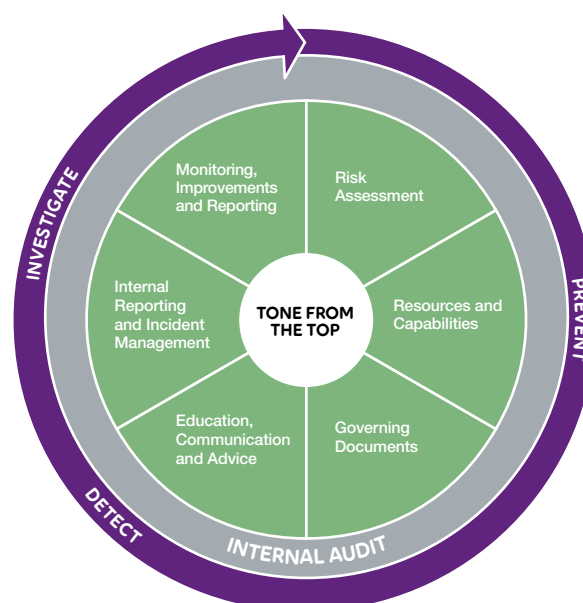 Monitoring,
Improvements
and Reporting
Risk
Assessment
INVESTIGATE
PREVENT
Internal
Reporting
and Incident
Management
TONE FROM
THE TOP
Resources and
Capabilities
Education,
Communication
and Advice
Governing
Documents
DETECT
INTERNAL AUDIT